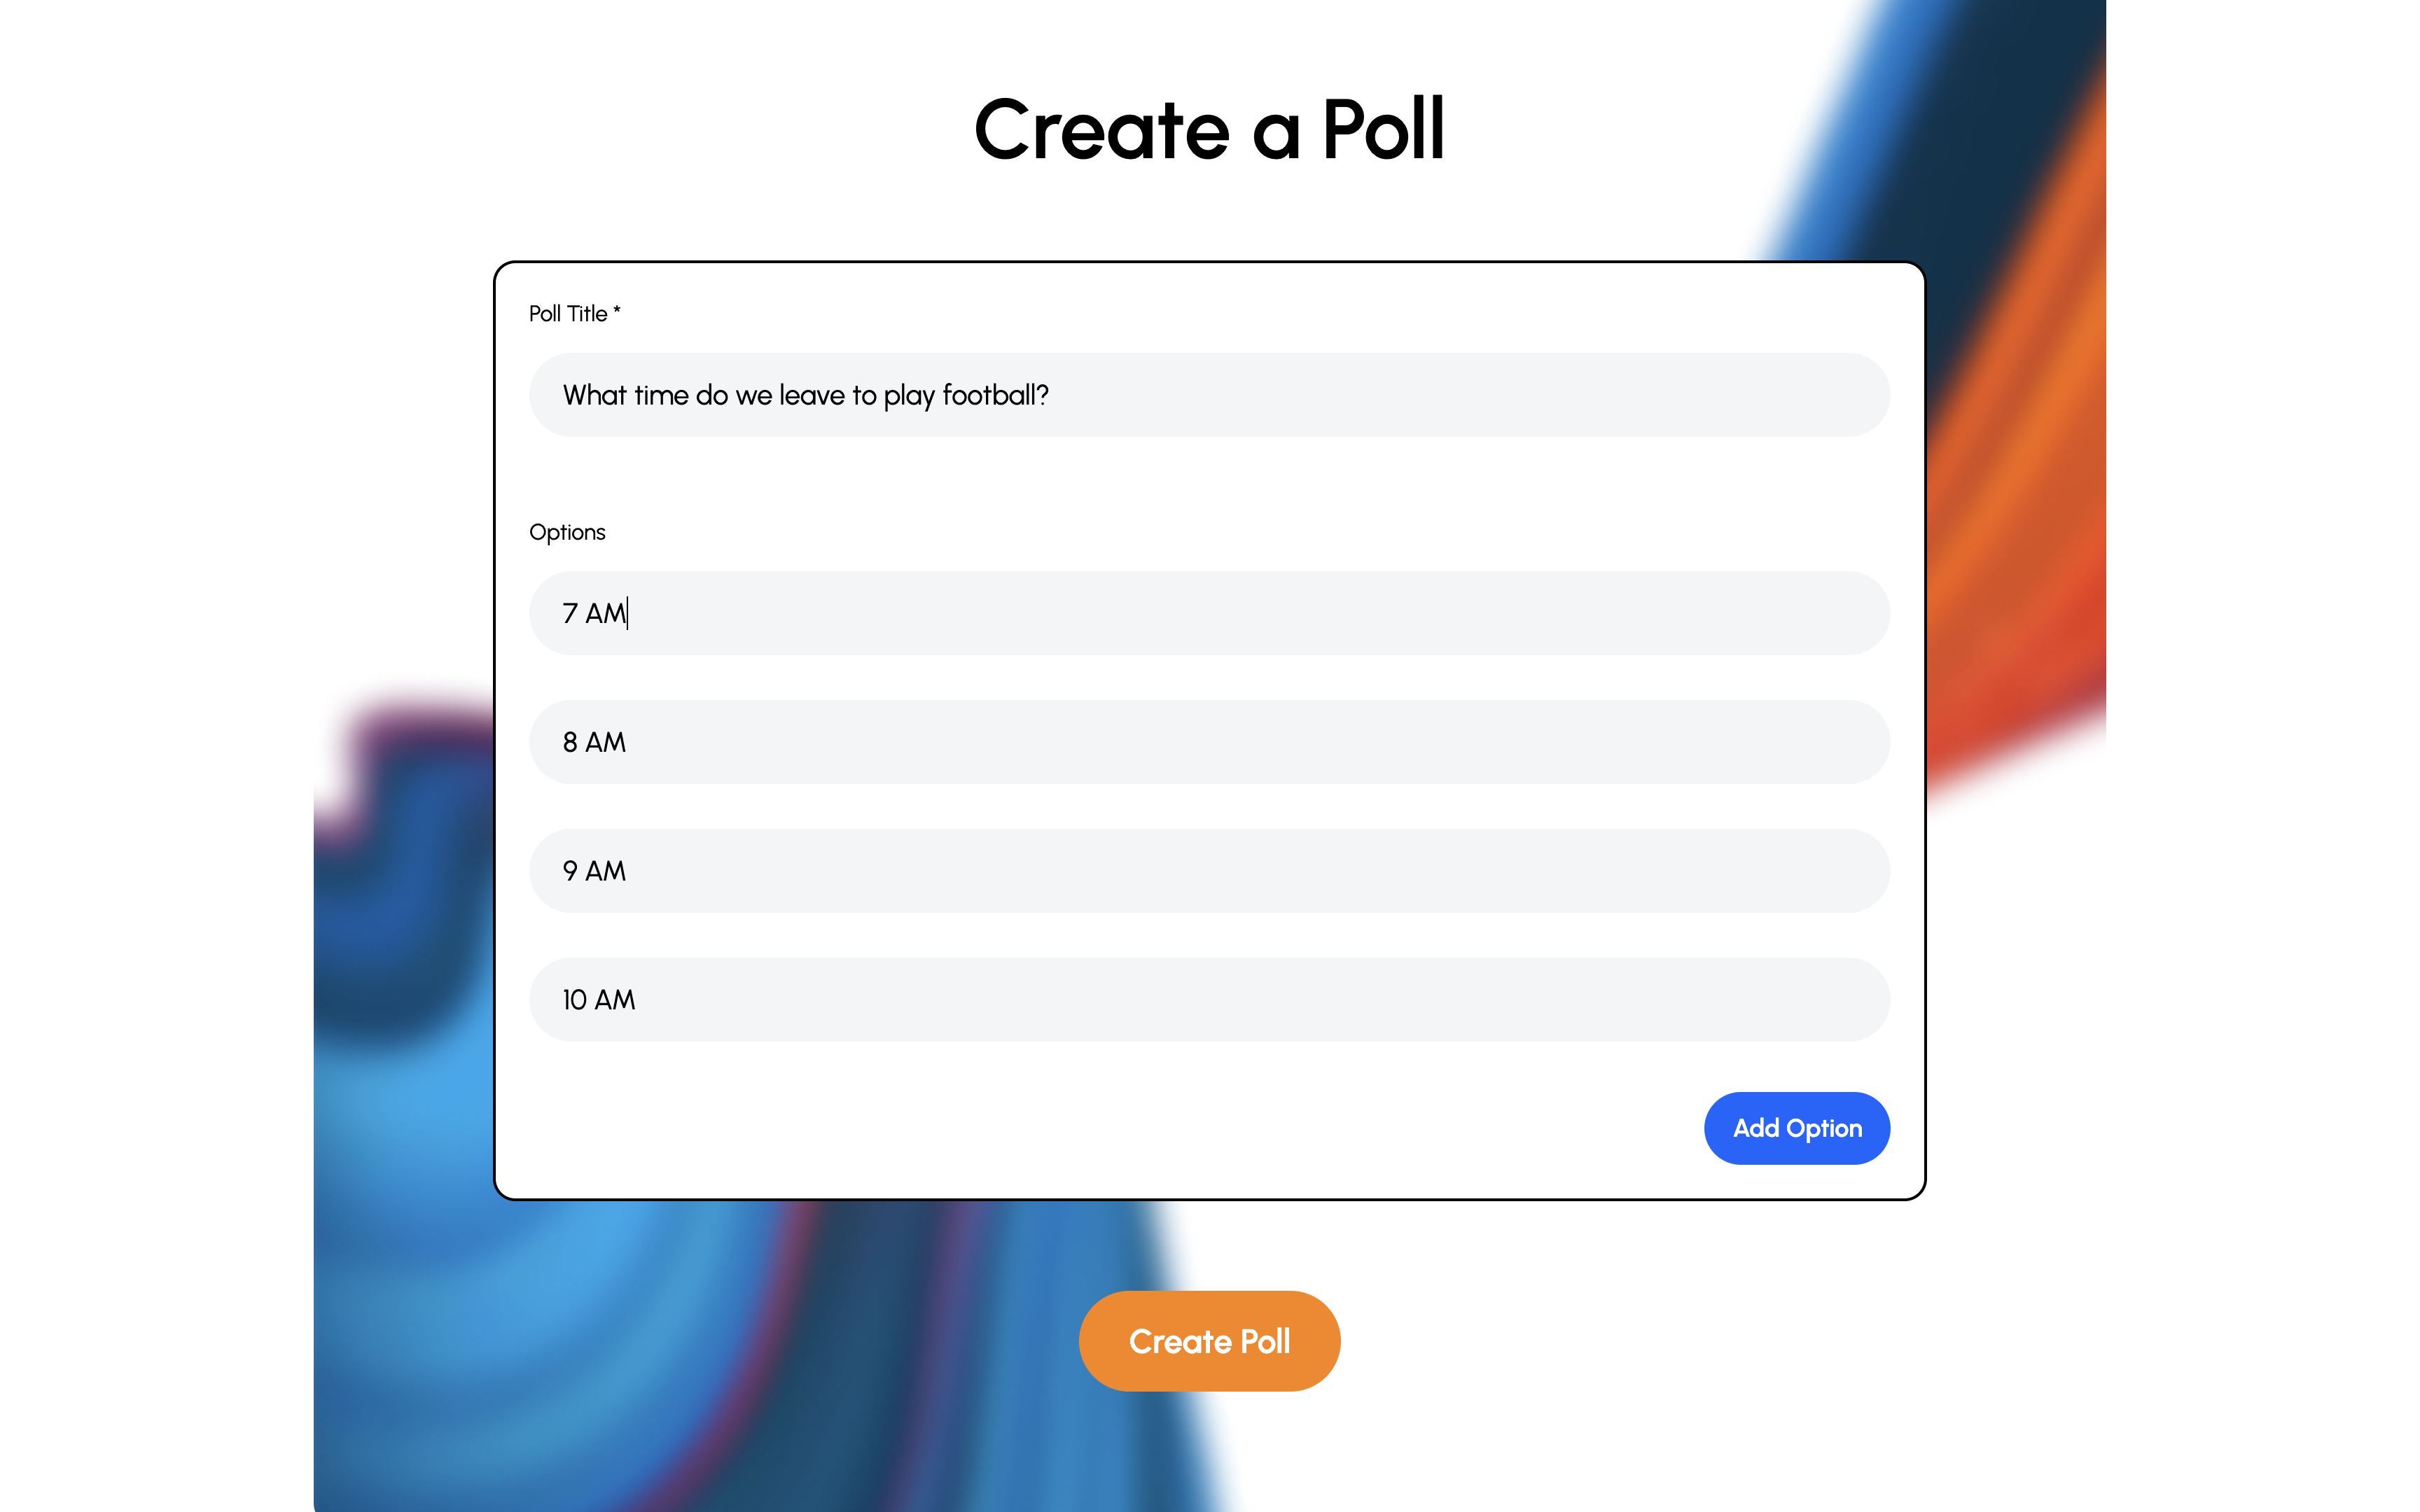 Create a Poll
Poll Title *
What time do we leave to play football?
Options
7 AM
8 AM
9 AM
10 AM
Add Option
Create Poll